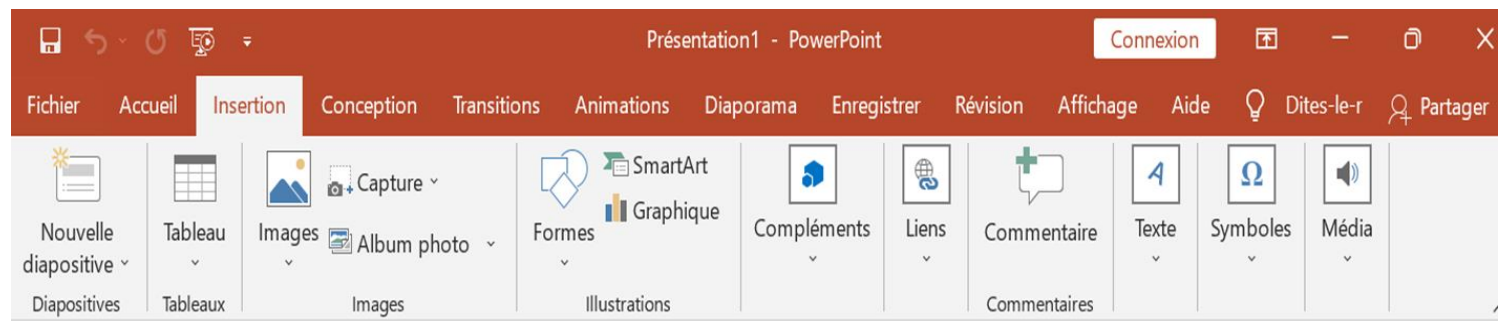 Présentation1 - PowerPoint
Connexion
Fichier Accueil Insertion Conception Transitions Animations Diaporama Enregistrer Révision Affichage Aide Dites-le-r Partager
Nouvelle
diapositive
Diapositives
Tableau
Tableaux
Images
Capture
Album photo
Images
Formes
SmartArt
Graphique
Illustrations
Compléments
Liens
Commentaire
Commentaires
A
Texte
Ω
Symboles
Média